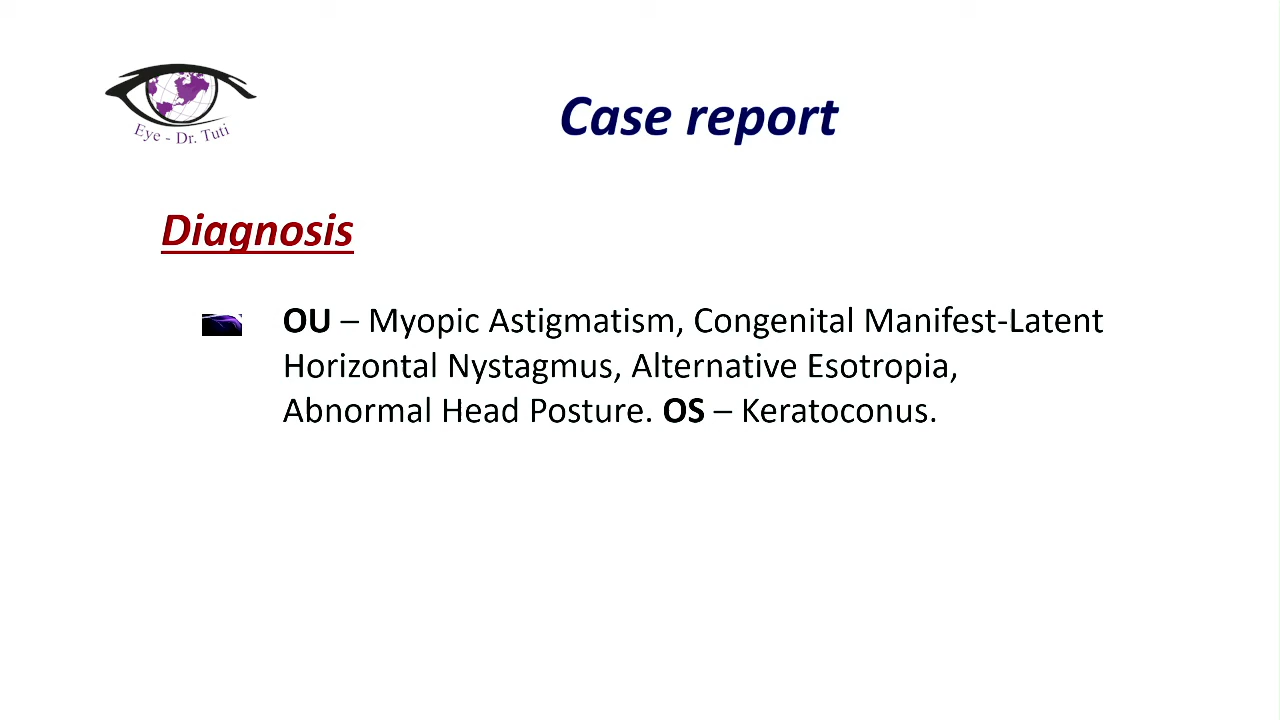 Eye - Dr. Tuti
Case report
Diagnosis
OU – Myopic Astigmatism, Congenital Manifest-Latent
Horizontal Nystagmus, Alternative Esotropia,
Abnormal Head Posture. OS – Keratoconus.